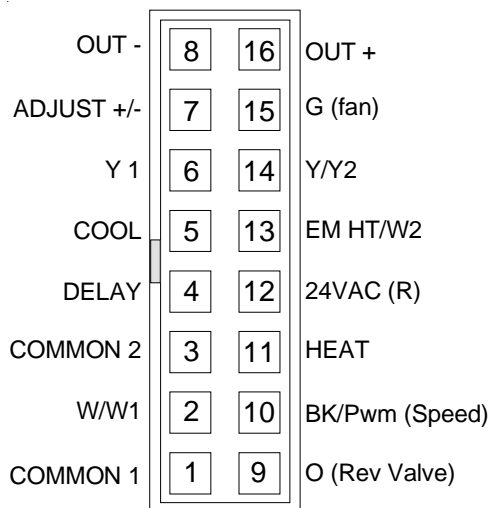 OUT - 8 16 OUT +
ADJUST +/- 7 15 G (fan)
Y 1 6 14 Y/Y2
COOL 5 13 EM HT/W2
DELAY 4 12 24VAC (R)
COMMON 2 3 11 HEAT
W/W1 2 10 BK/Pwm (Speed)
COMMON 1 1 9 O (Rev Valve)